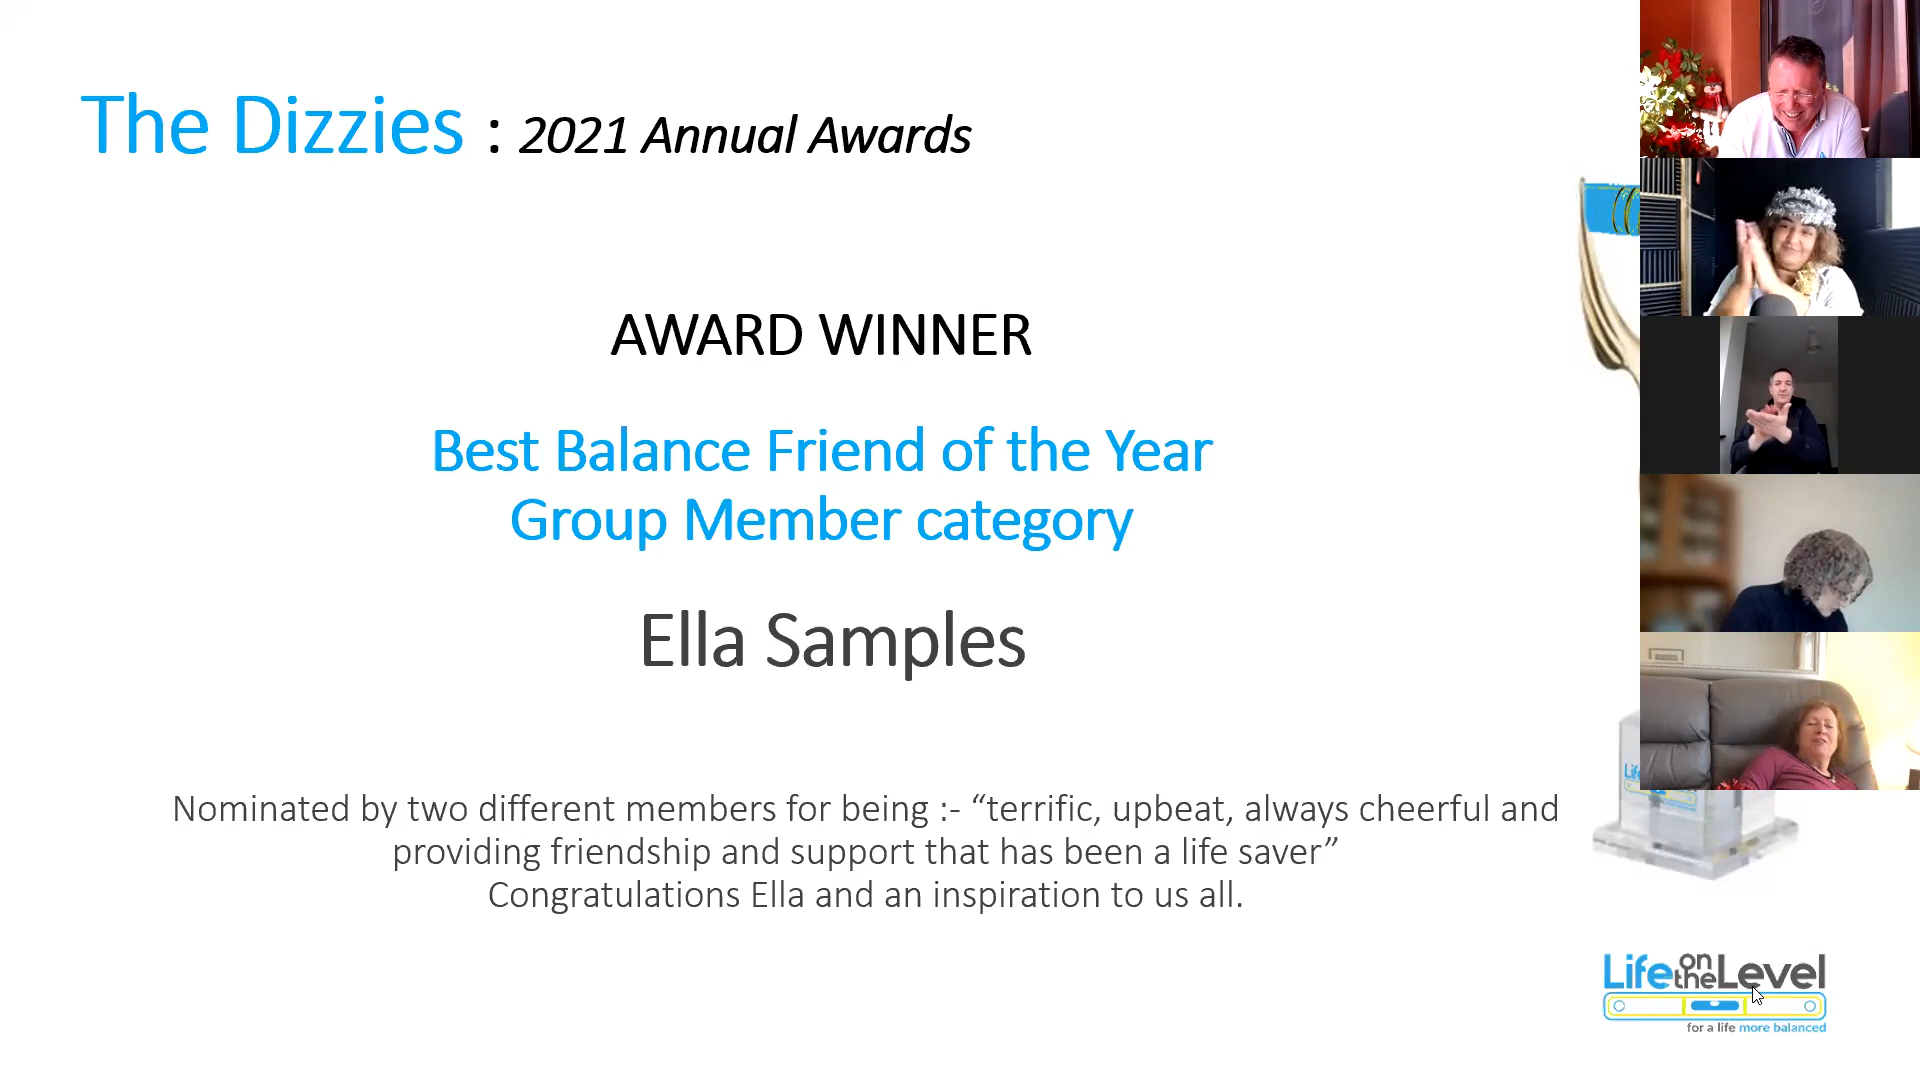 The Dizzies : 2021 Annual Awards
AWARD WINNER
Best Balance Friend of the Year
Group Member category
Ella Samples
Nominated by two different members for being :- “terrific, upbeat, always cheerful and
providing friendship and support that has been a life saver”
Congratulations Ella and an inspiration to us all.
Life on the Level
for a life more balanced